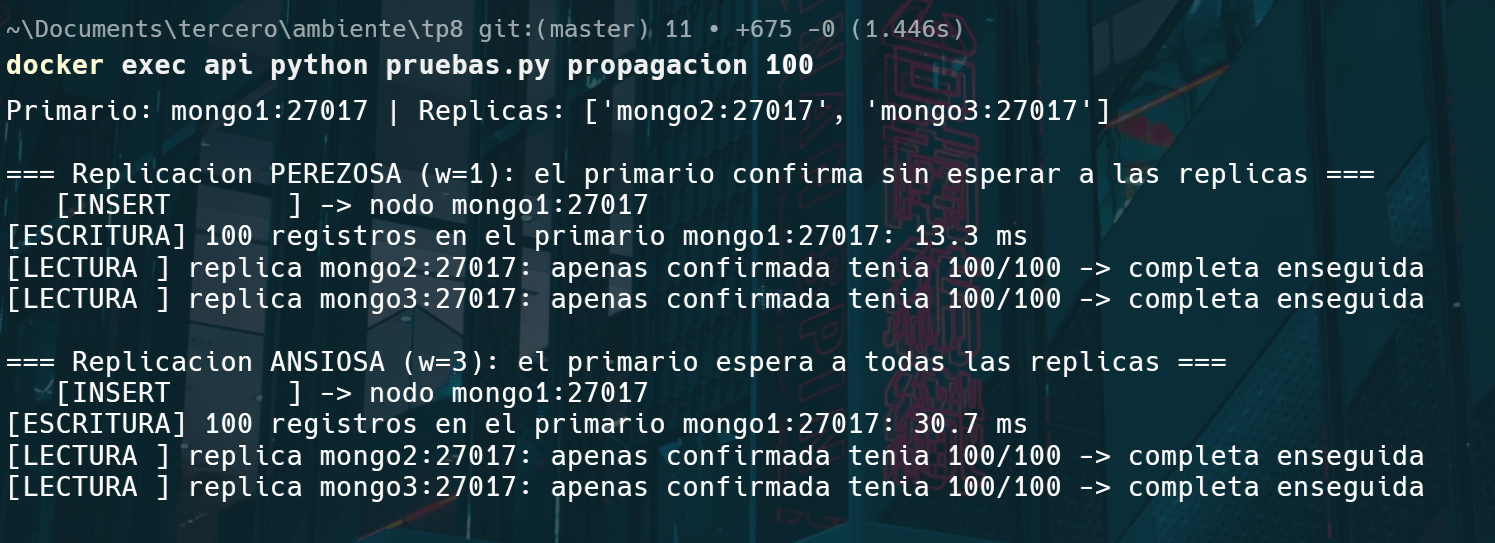 ~\Documents\tercero\ambiente\tp8 git:(master) 11 • +675 -0 (1.446s)
docker exec api python pruebas.py propagacion 100
Primario: mongo1:27017 | Replicas: ['mongo2:27017', 'mongo3:27017']
=== Replicacion PEREZOSA (w=1): el primario confirma sin esperar a las replicas ===
   [INSERT       ] -> nodo mongo1:27017
[ESCRITURA] 100 registros en el primario mongo1:27017: 13.3 ms
[LECTURA ] replica mongo2:27017: apenas confirmada tenia 100/100 -> completa enseguida
[LECTURA ] replica mongo3:27017: apenas confirmada tenia 100/100 -> completa enseguida
=== Replicacion ANSIOSA (w=3): el primario espera a todas las replicas ===
   [INSERT       ] -> nodo mongo1:27017
[ESCRITURA] 100 registros en el primario mongo1:27017: 30.7 ms
[LECTURA ] replica mongo2:27017: apenas confirmada tenia 100/100 -> completa enseguida
[LECTURA ] replica mongo3:27017: apenas confirmada tenia 100/100 -> completa enseguida